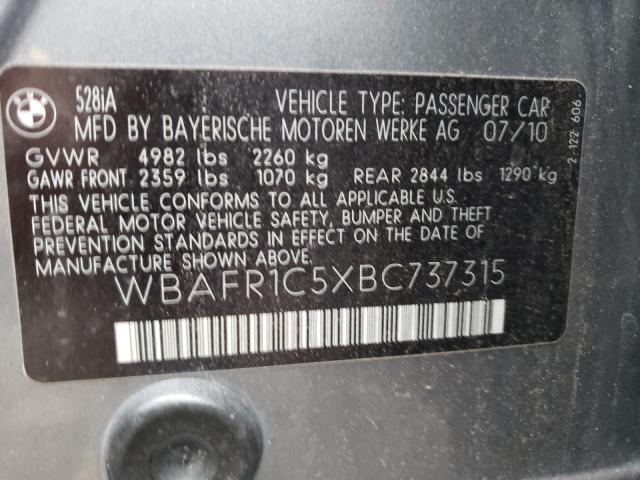 BMW
528iA VEHICLE TYPE: PASSENGER CAR
MFD BY BAYERISCHE MOTOREN WERKE AG 07/10
GVWR 4982 lbs 2260 kg
GAWR FRONT 2359 lbs 1070 kg REAR 2844 lbs 1290 kg
THIS VEHICLE CONFORMS TO ALL APPLICABLE U.S.
FEDERAL MOTOR VEHICLE SAFETY, BUMPER AND THEFT
PREVENTION STANDARDS IN EFFECT ON THE DATE OF
MANUFACTURE SHOWN ABOVE.
WBAFR1C5XBC737315
2 122 606